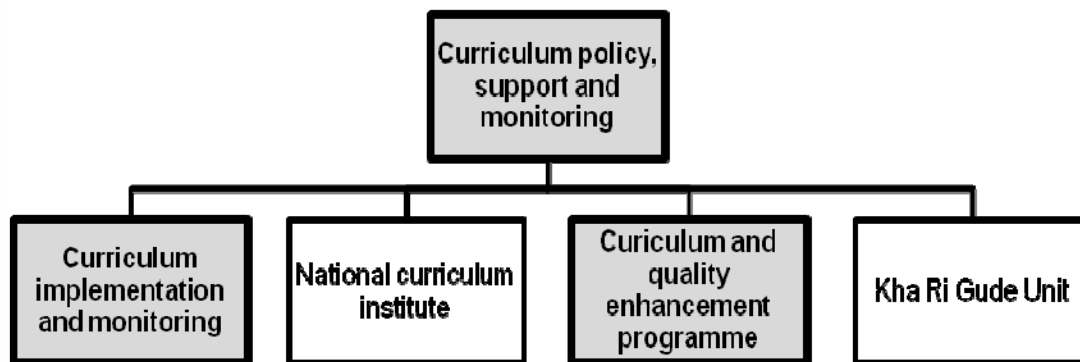 Curriculum policy,
support and
monitoring
Curriculum
implementation
and monitoring
National curriculum
institute
Curiculum and
quality
enhancement
programme
Kha Ri Gude Unit